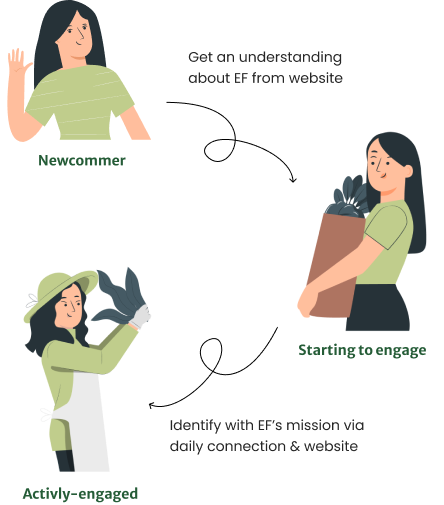 Get an understanding
about EF from website
Newcommer
Starting to engage
Identify with EF's mission via
daily connection & website
Activly-engaged